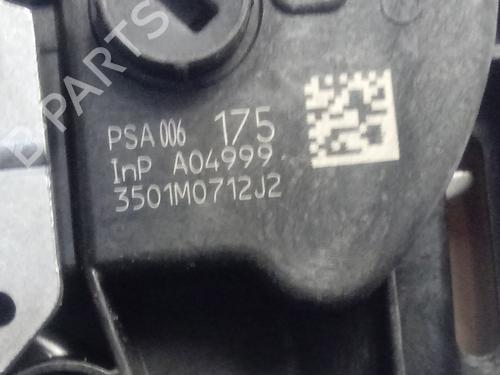 B PARTS
PSA 006 175
InP A04999
3501M0712J2